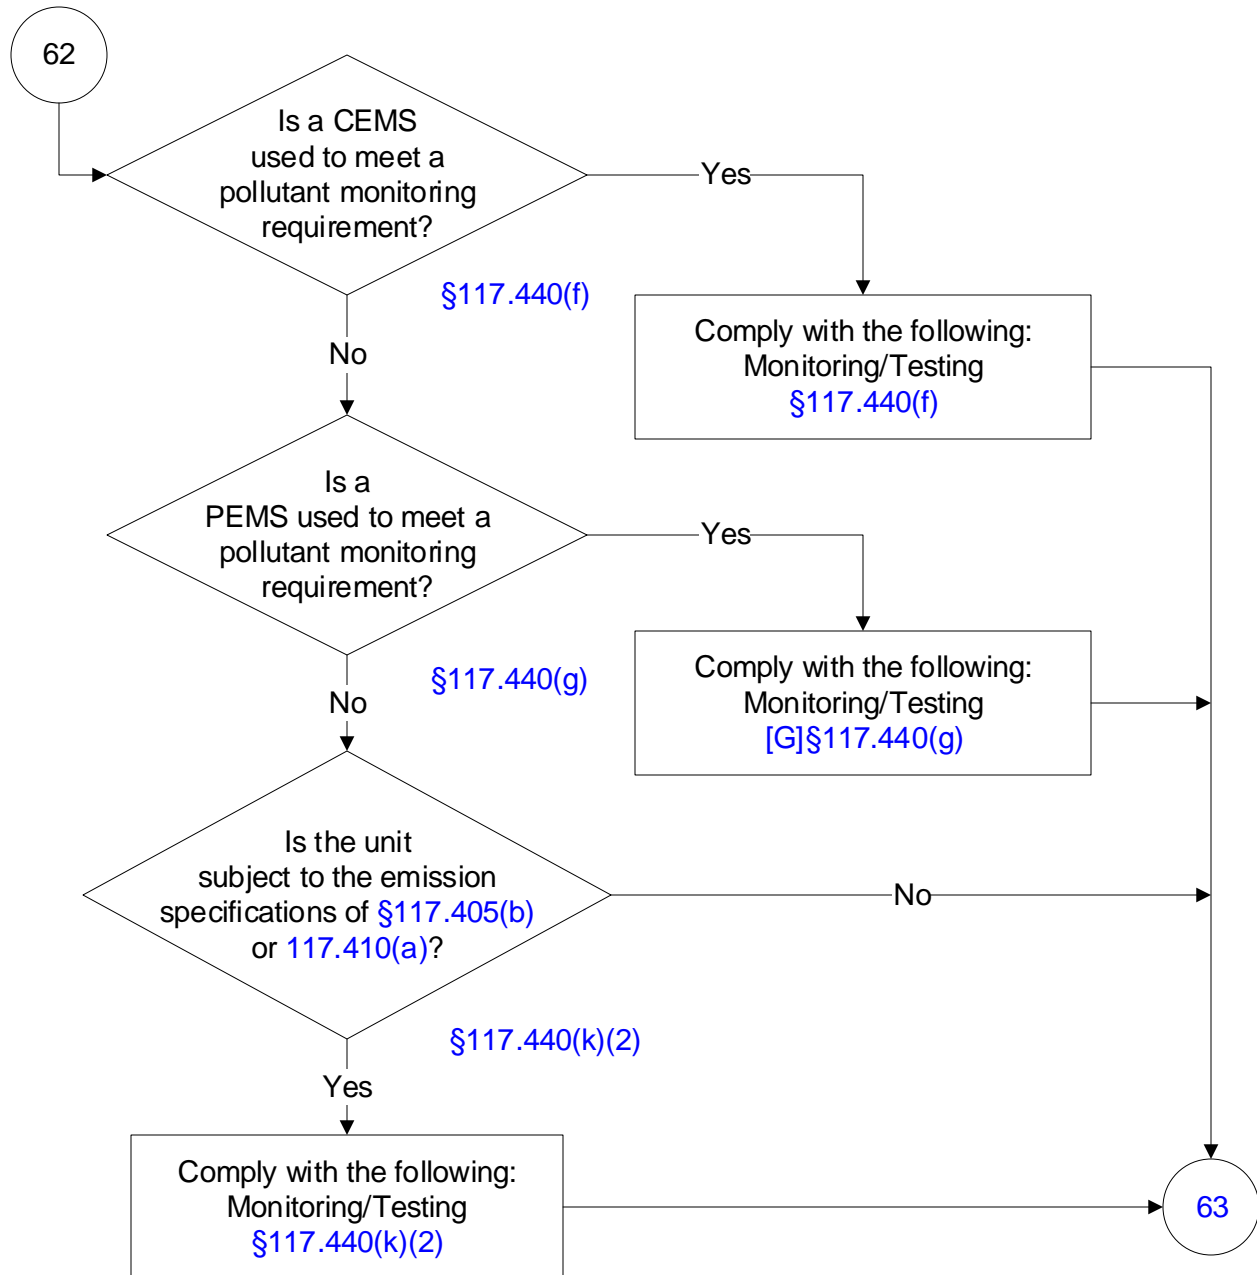 62
Is a CEMS
used to meet a
pollutant monitoring
requirement?
Yes
§117.440(f)
No
Comply with the following:
Monitoring/Testing
§117.440(f)
Is a
PEMS used to meet a
pollutant monitoring
requirement?
Yes
§117.440(g)
No
Comply with the following:
Monitoring/Testing
[G]§117.440(g)
Is the unit
subject to the emission
specifications of §117.405(b)
or 117.410(a)?
No
§117.440(k)(2)
Yes
Comply with the following:
Monitoring/Testing
§117.440(k)(2)
63